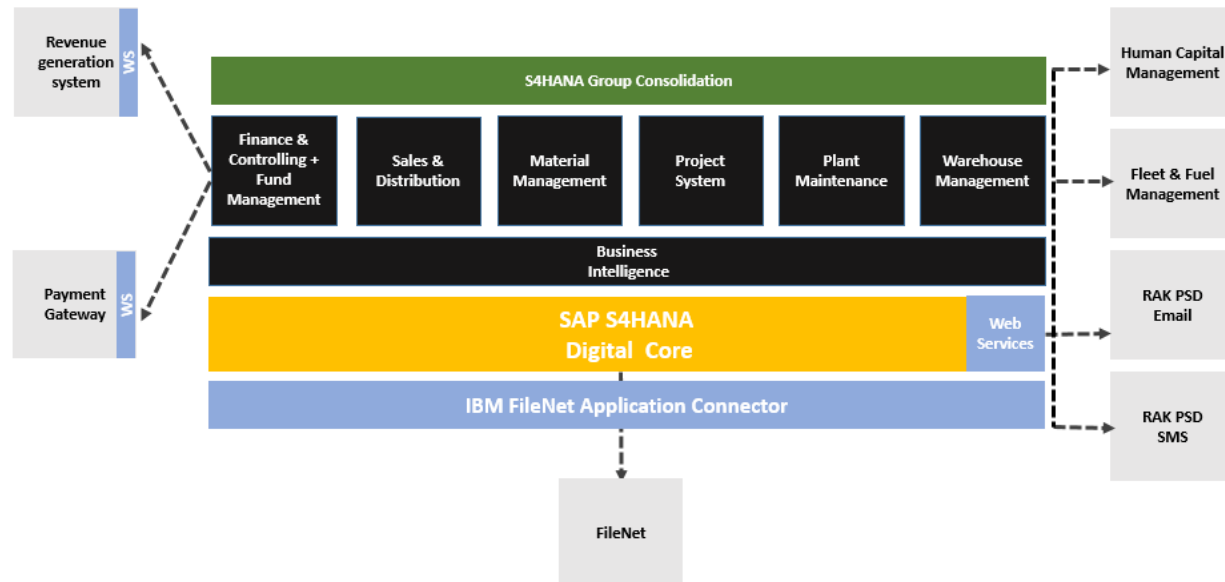 Revenue
generation
system
WS
S4HANA Group Consolidation
Human Capital
Management
Finance &
Controlling +
Fund
Management
Sales &
Distribution
Material
Management
Project
System
Plant
Maintenance
Warehouse
Management
Fleet & Fuel
Management
Business
Intelligence
Payment
Gateway
WS
SAP S4HANA
Digital Core
Web
Services
RAK PSD
Email
IBM FileNet Application Connector
RAK PSD
SMS
FileNet